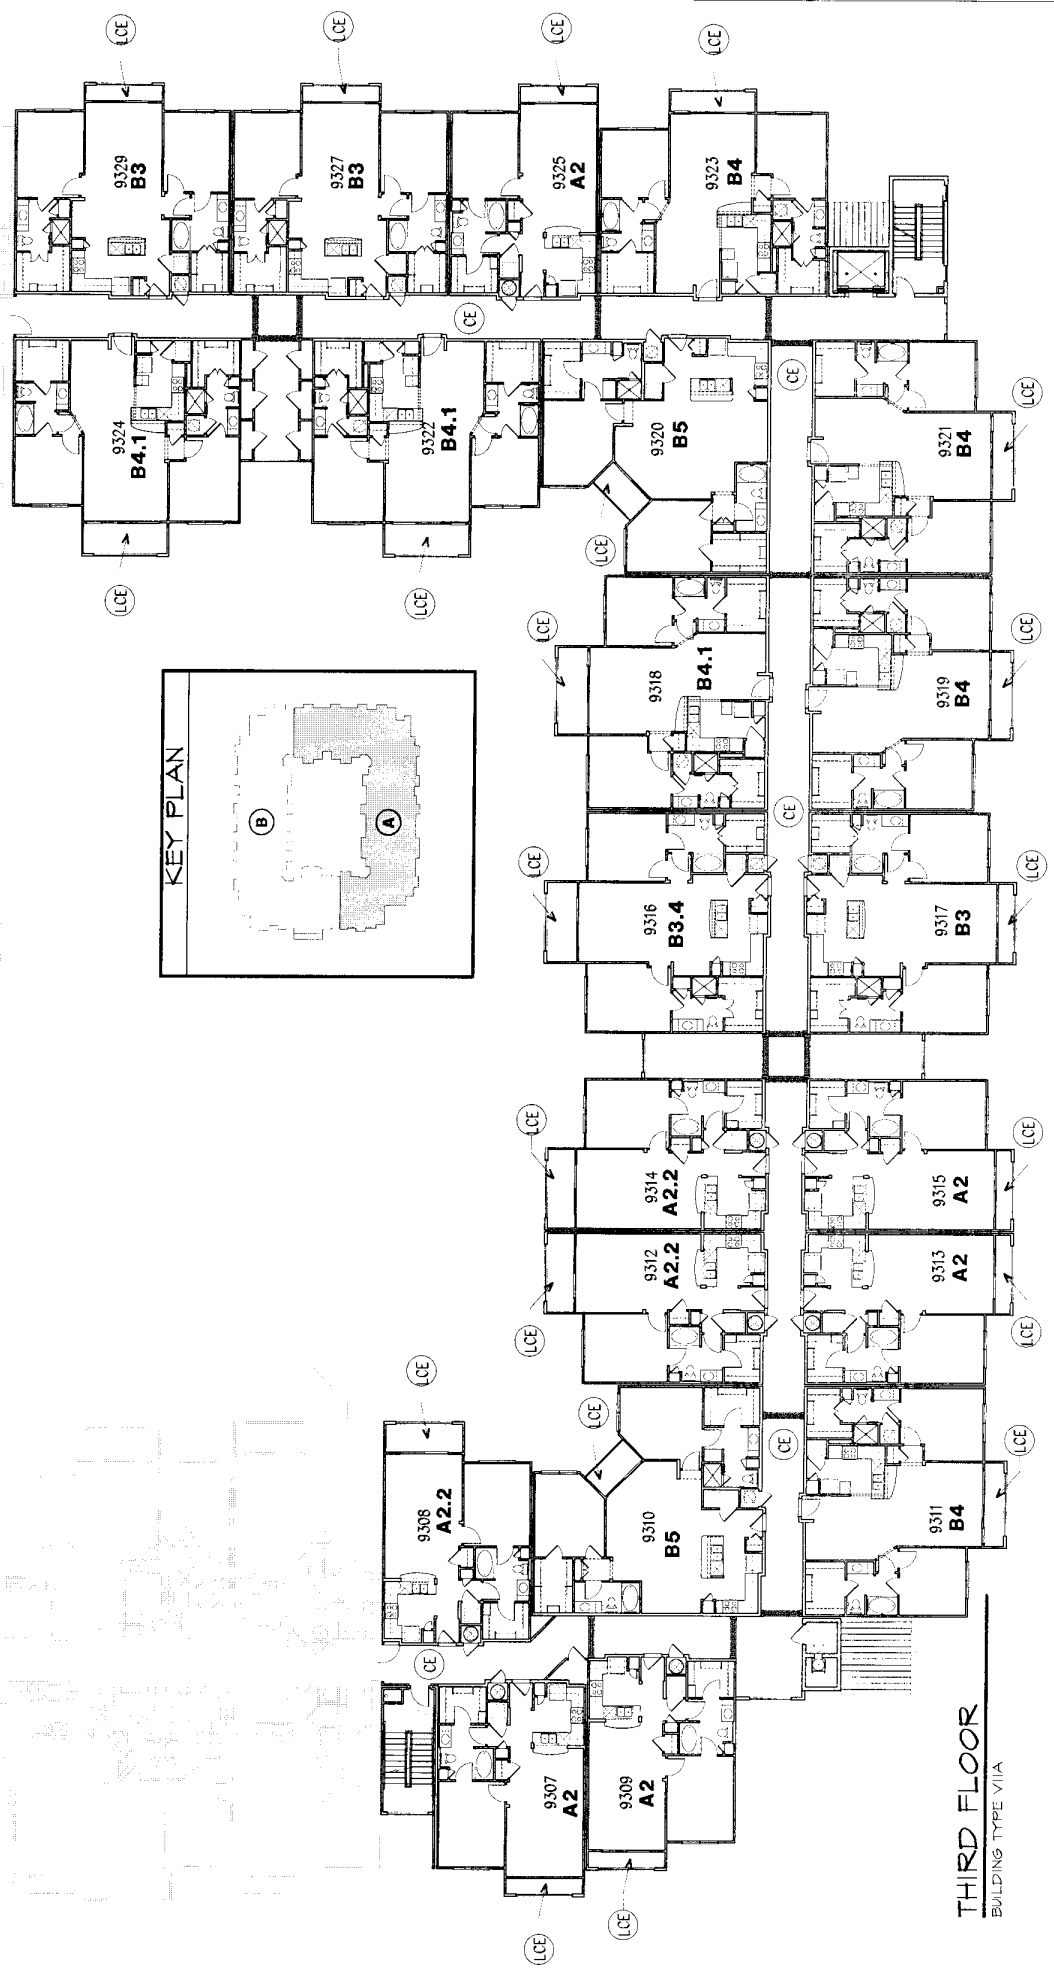 LCE
LCE
LCE
LCE
9329
B3
9327
B3
9325
A2
9323
B4
CE
9324
B4.1
9322
B4.1
9320
B5
CE
9321
B4
LCE
LCE
LCE
LCE
LCE
9318
B4.1
9319
B4
LCE
KEY PLAN
B
A
CE
LCE
9316
B3.4
9317
B3
LCE
LCE
9314
A2.2
9315
A2
LCE
9312
A2.2
9313
A2
LCE
LCE
LCE
LCE
CE
9308
A2.2
9310
B5
9311
B4
LCE
CE
9307
A2
9309
A2
LCE
LCE
THIRD FLOOR
BUILDING TYPE VIIA